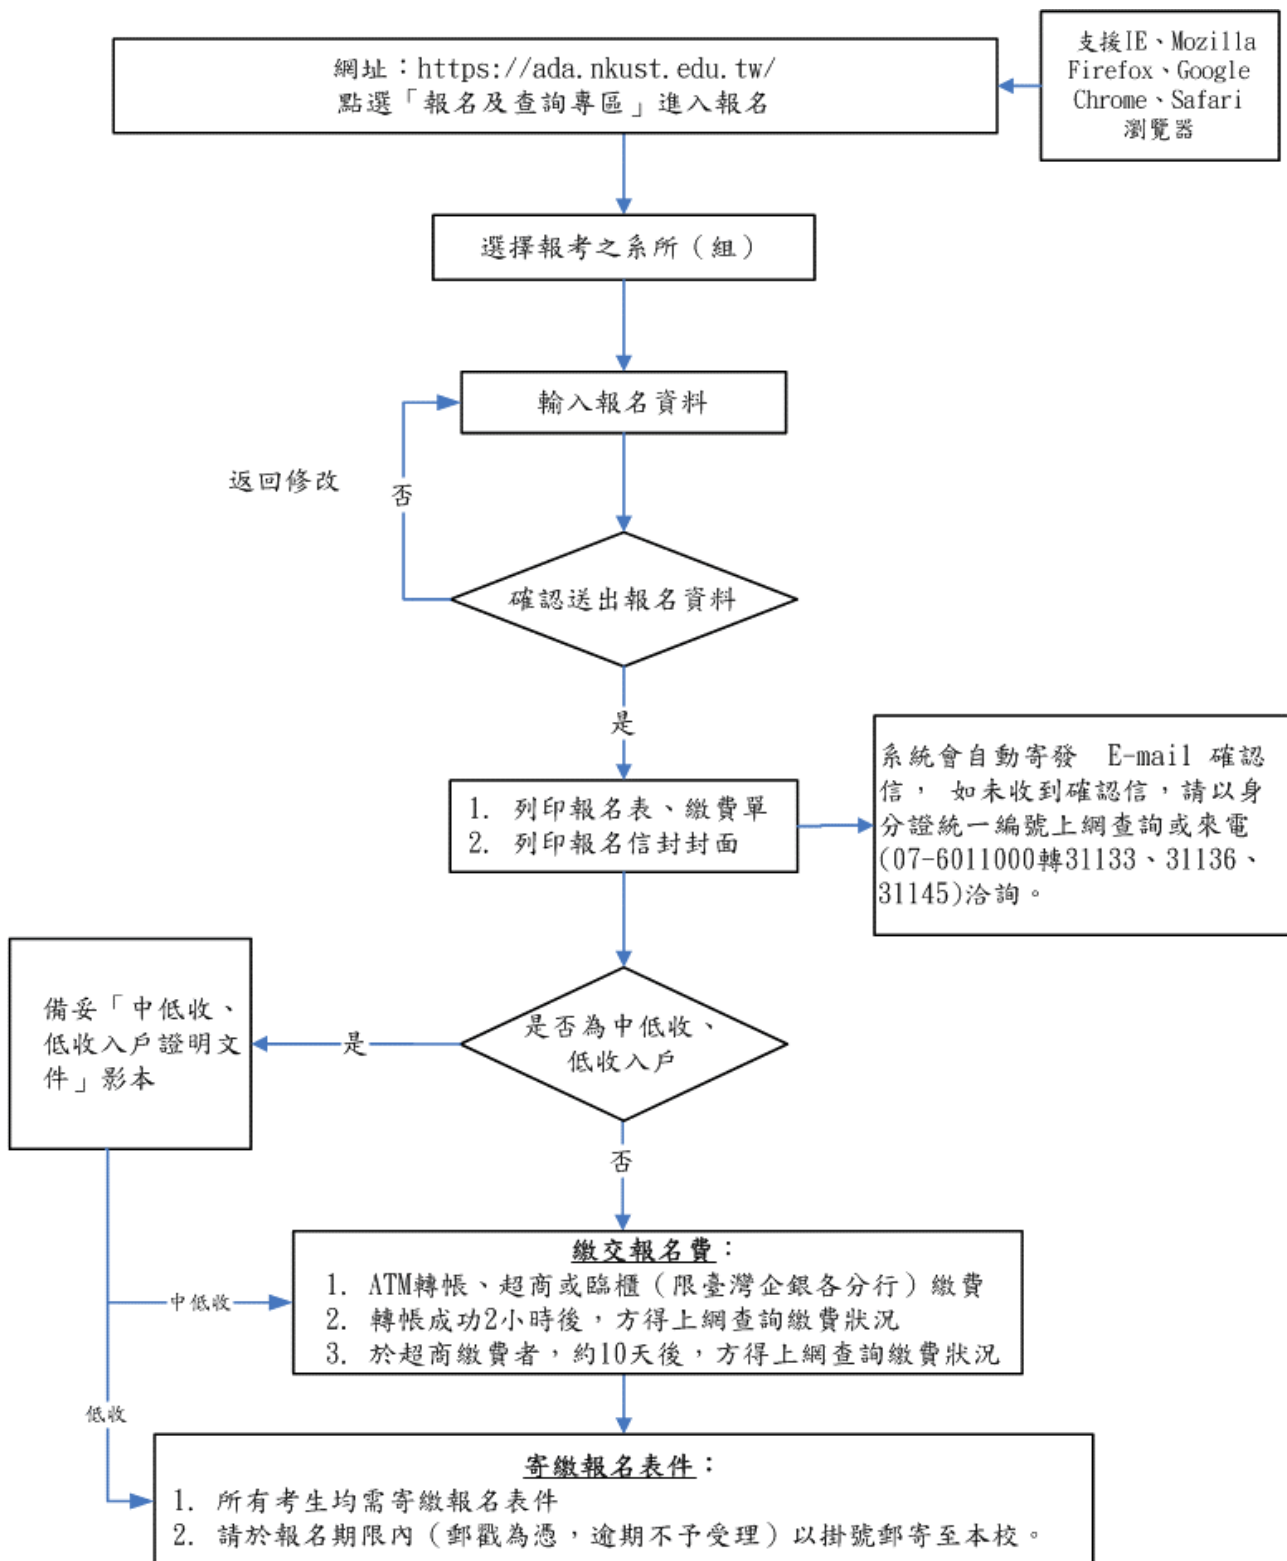 網址：https://ada.nkust.edu.tw/
點選「報名及查詢專區」進入報名
支援IE、Mozilla
Firefox、Google
Chrome、Safari
瀏覽器
選擇報考之系所（組）
輸入報名資料
返回修改
否
確認送出報名資料
是
1. 列印報名表、繳費單
2. 列印報名信封封面
系統會自動寄發 E-mail 確認
信， 如未收到確認信，請以身
分證統一編號上網查詢或來電
(07-6011000轉31133、31136、
31145)洽詢。
是否為中低收、
低收入戶
是
備妥「中低收、
低收入戶證明文
件」影本
否
繳交報名費：
1. ATM轉帳、超商或臨櫃（限臺灣企銀各分行）繳費
2. 轉帳成功2小時後，方得上網查詢繳費狀況
3. 於超商繳費者，約10天後，方得上網查詢繳費狀況
中低收
低收
寄繳報名表件：
1. 所有考生均需寄繳報名表件
2. 請於報名期限內（郵戳為憑，逾期不予受理）以掛號郵寄至本校。